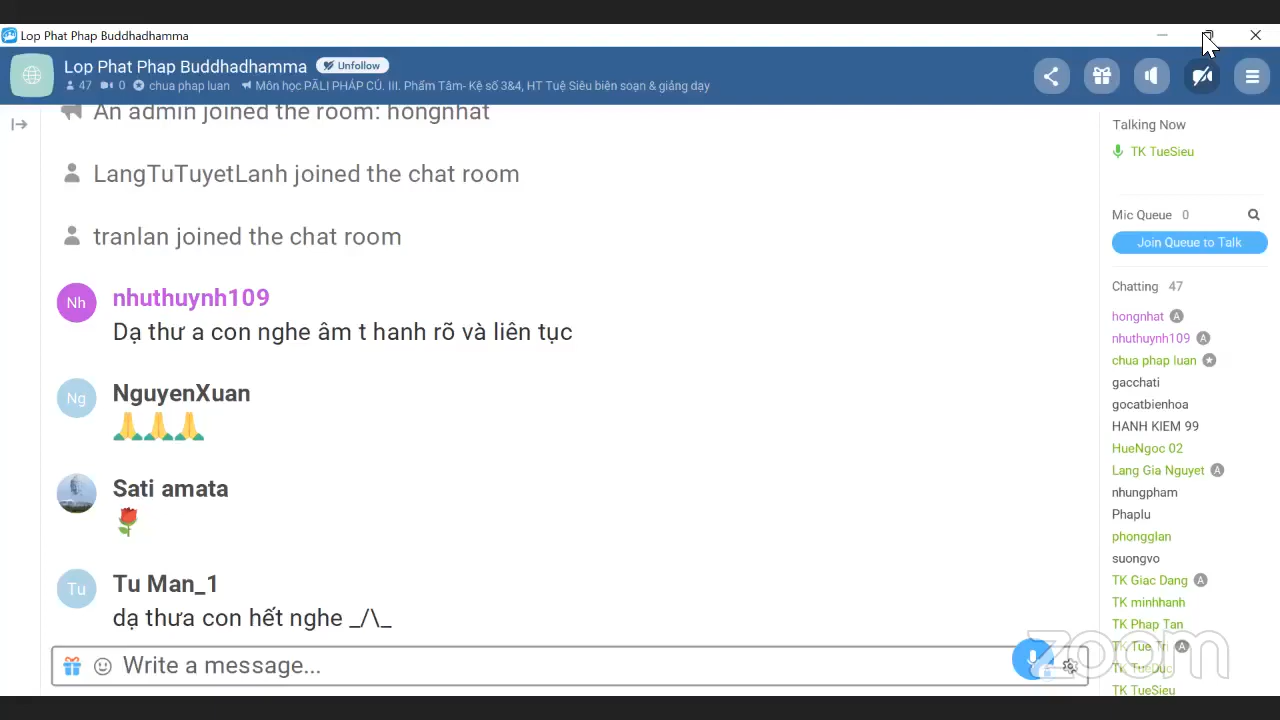 Lop Phat Phap Buddhadhamma
Lop Phat Phap Buddhadhamma Unfollow
47 0 chua phap luan Môn học PÃLI PHÁP CÚ. III. Phẩm Tâm- Kệ số 3&4, HT Tuệ Siêu biên soạn & giảng dạy
An admin joined the room: hongnhat
LangTuTuyetLanh joined the chat room
tranlan joined the chat room
Nh nhuthuynh109
Dạ thư a con nghe âm t hanh rõ và liên tục
Ng NguyenXuan
🙏🙏🙏
Sati amata
🌹
Tu Tu Man_1
dạ thưa con hết nghe _/\_
Write a message...
Talking Now
TK TueSieu
Mic Queue 0
Join Queue to Talk
Chatting 47
hongnhat A
nhuthuynh109 A
chua phap luan
gacchati
gocatbienhoa
HANH KIEM 99
HueNgoc 02
Lang Gia Nguyet A
nhungpham
Phaplu
phongglan
suongvo
TK Giac Dang A
TK minhhanh
TK Phap Tan
TK Tue Tri A
TK TueDuc
TK TueSieu
zoom